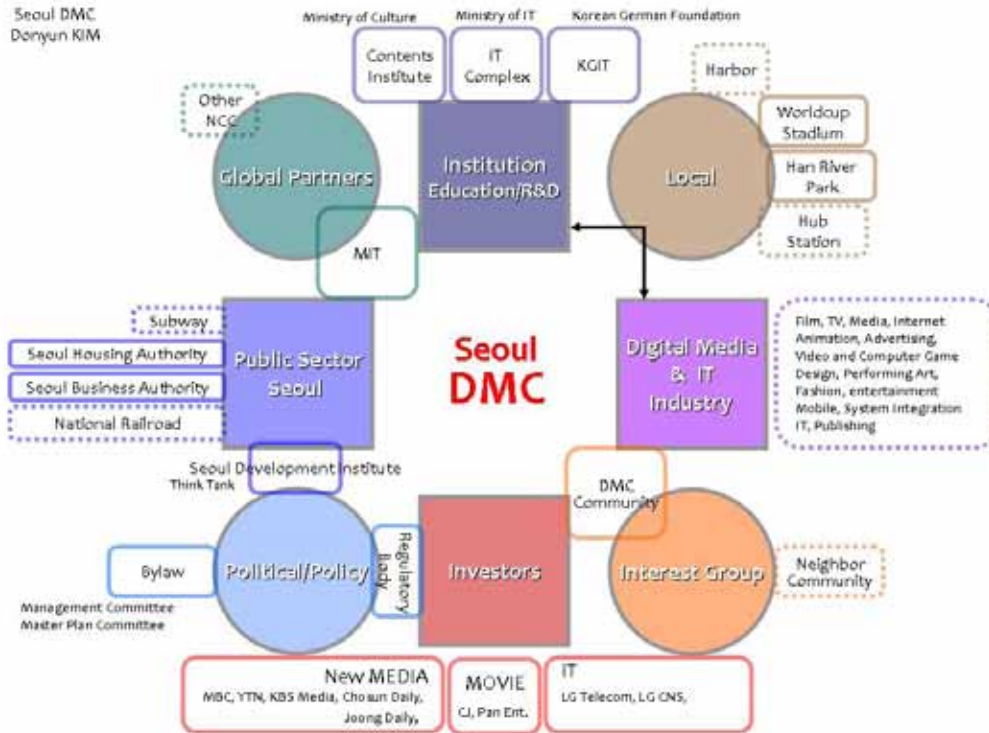 Seoul DMC
Donyun KIM
Ministry of Culture
Ministry of IT
Korean German Foundation
Contents
Institute
IT
Complex
KGIT
Harbor
Other
NCC
Worldcup
Stadium
Global Partners
Institution
Education/R&D
Local
Han River
Park
Hub
Station
MIT
Subway
Seoul Housing Authority
Seoul Business Authority
National Railroad
Public Sector
Seoul
Seoul
DMC
Digital Media
& IT
Industry
Film, TV, Media, Internet
Animation, Advertising,
Video and Computer Game
Design, Performing Art,
Fashion, entertainment
Mobile, System Integration
IT, Publishing
Seoul Development Institute
Think Tank
DMC
Community
Bylaw
Political/Policy
Regulatory
Body
Investors
Interest Group
Neighbor
Community
Management Committee
Master Plan Committee
New MEDIA
MBC, YTN, KBS Media, Chosun Daily,
Joong Daily,
MOVIE
CJ, Pan Ent.
IT
LG Telecom, LG CNS,